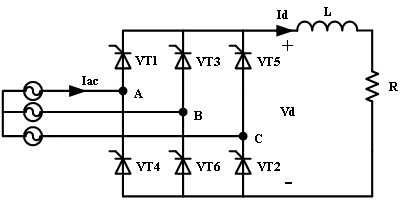 Id L
+
VT1 VT3 VT5
Iac A
B
Vd R
C
VT4 VT6 VT2
−